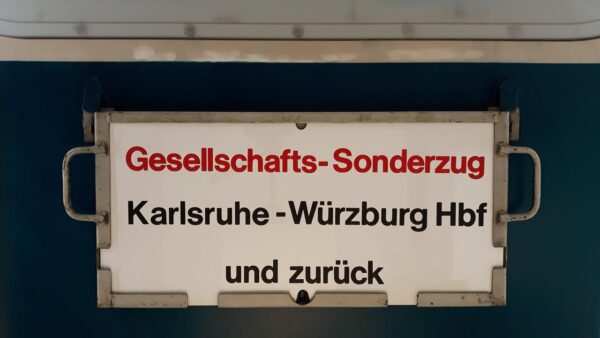 Gesellschafts-Sonderzug
Karlsruhe-Würzburg Hbf
und zurück